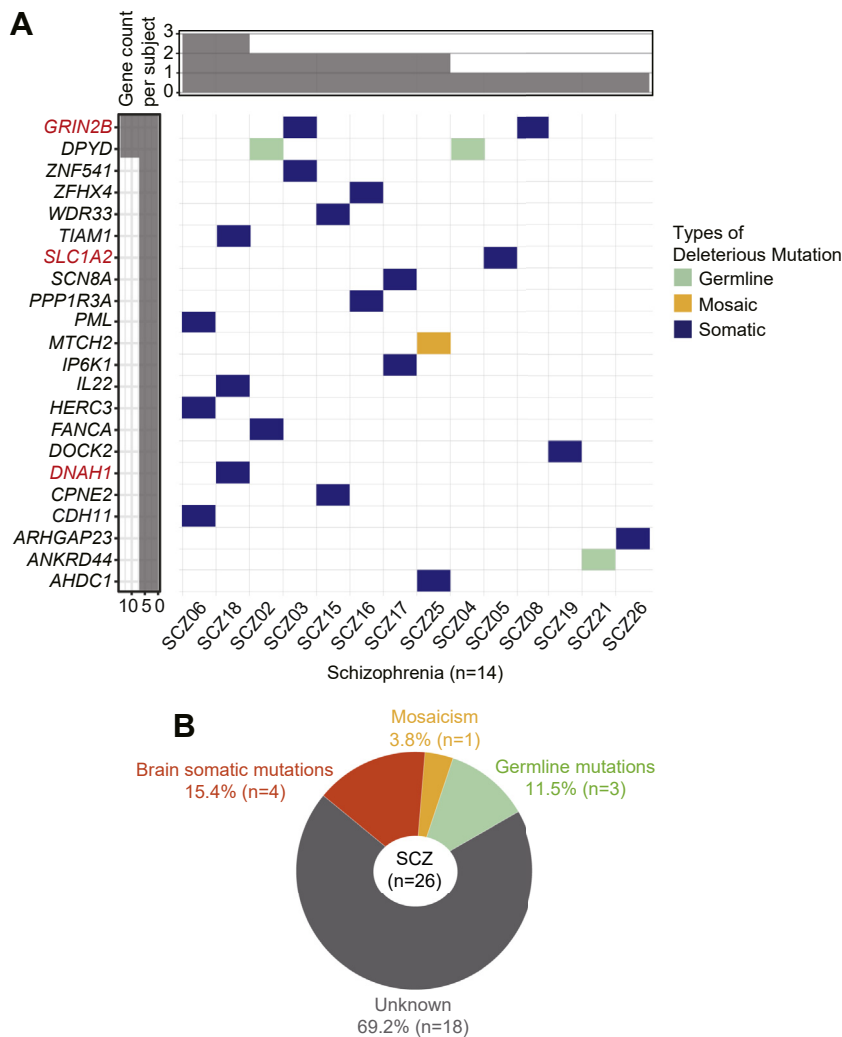 A
Gene count
per subject
3
2
1
0
GRIN2B
DPYD
ZNF541
ZFHX4
WDR33
TIAM1
SLC1A2
SCN8A
PPP1R3A
PML
MTCH2
IP6K1
IL22
HERC3
FANCA
DOCK2
DNAH1
CPNE2
CDH11
ARHGAP23
ANKRD44
AHDC1
10 5 0
SCZ06
SCZ18
SCZ02
SCZ03
SCZ15
SCZ16
SCZ17
SCZ25
SCZ04
SCZ05
SCZ08
SCZ19
SCZ21
SCZ26
Schizophrenia (n=14)
Types of
Deleterious Mutation
Germline
Mosaic
Somatic
B
Mosaicism
3.8% (n=1)
Brain somatic mutations
15.4% (n=4)
Germline mutations
11.5% (n=3)
SCZ
(n=26)
Unknown
69.2% (n=18)